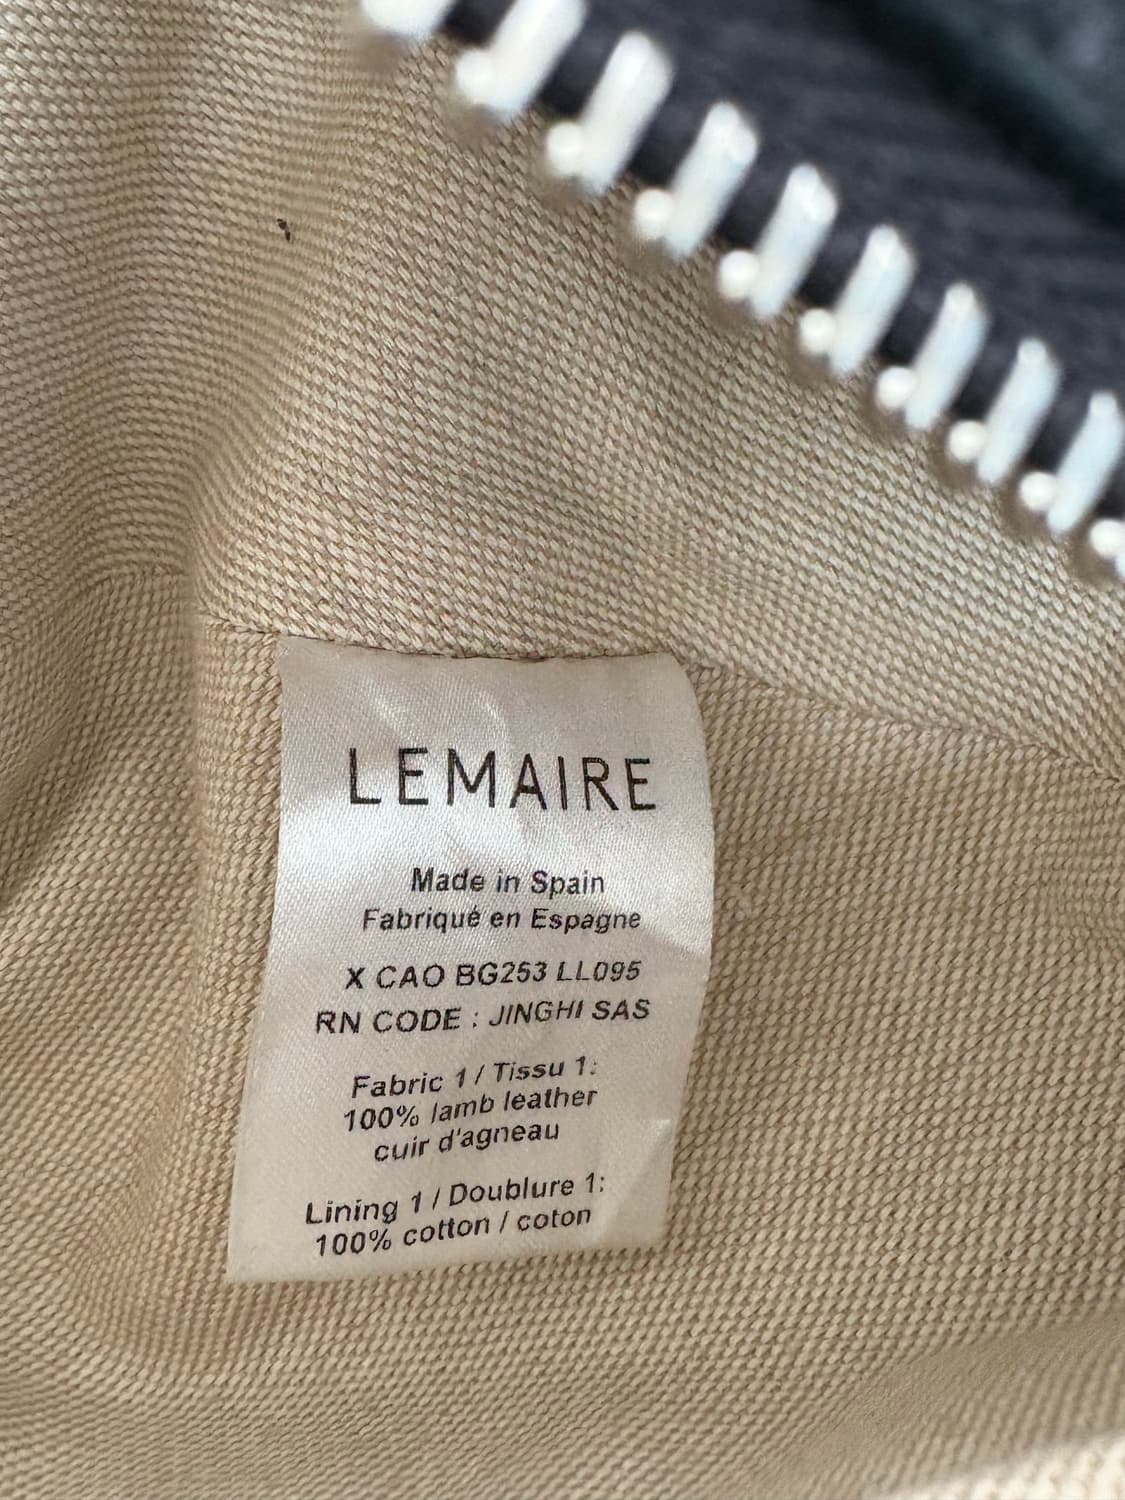 LEMAIRE
Made in Spain
Fabriqué en Espagne
X CAO BG253 LL095
RN CODE : JINGHI SAS
Fabric 1 / Tissu 1:
100% lamb leather
cuir d'agneau
Lining 1 / Doublure 1:
100% cotton / coton